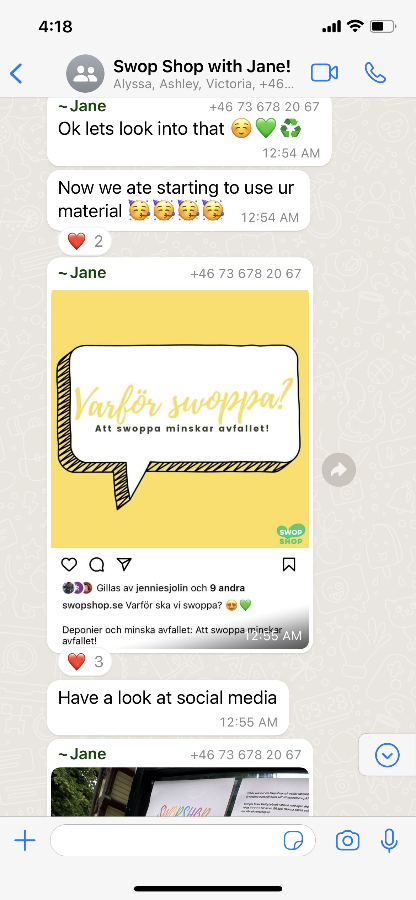 4:18
Swop Shop with Jane!
Alyssa, Ashley, Victoria, +46...
~Jane +46 73 678 20 67
Ok lets look into that ☺️💚♻️
12:54 AM
Now we ate starting to use ur
material 🥳🥳🥳🥳 12:54 AM
❤️ 2
~Jane +46 73 678 20 67
Varför swoppa?
Att swoppa minskar avfallet!
SWOP
SHOP
Gillas av jenniesjolin och 9 andra
swopshop.se Varför ska vi swoppa? 😍💚
Deponier och minska avfallet: Att swoppa minskar
avfallet!
12:55 AM
❤️ 3
Have a look at social media
12:55 AM
~Jane +46 73 678 20 67
SWOPSHOP